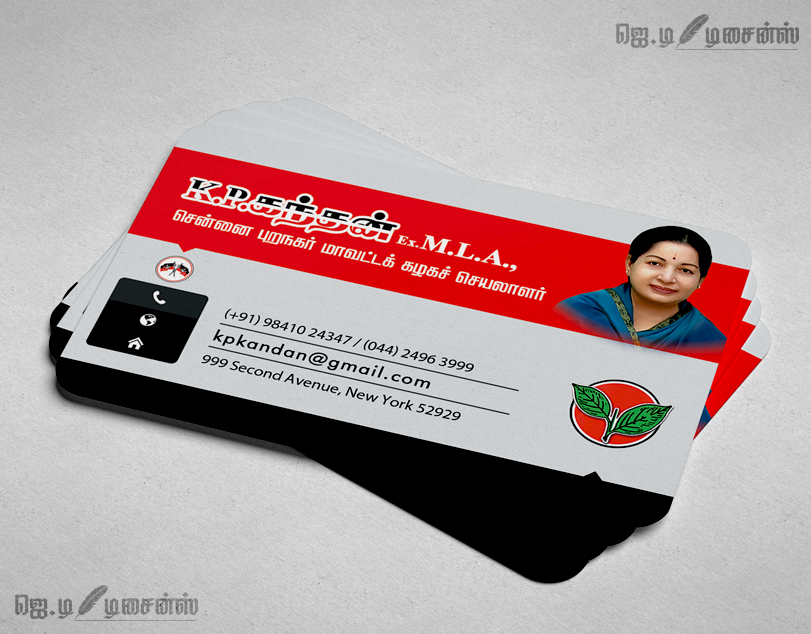 ஜெ.டி டிசைன்ஸ்
K.P.கந்தன் Ex.M.L.A.,
சென்னை புறநகர் மாவட்டக் கழகச் செயலாளர்
(+91) 98410 24347 / (044) 2496 3999
kpkandan@gmail.com
999 Second Avenue, New York 52929
ஜெ.டி டிசைன்ஸ்